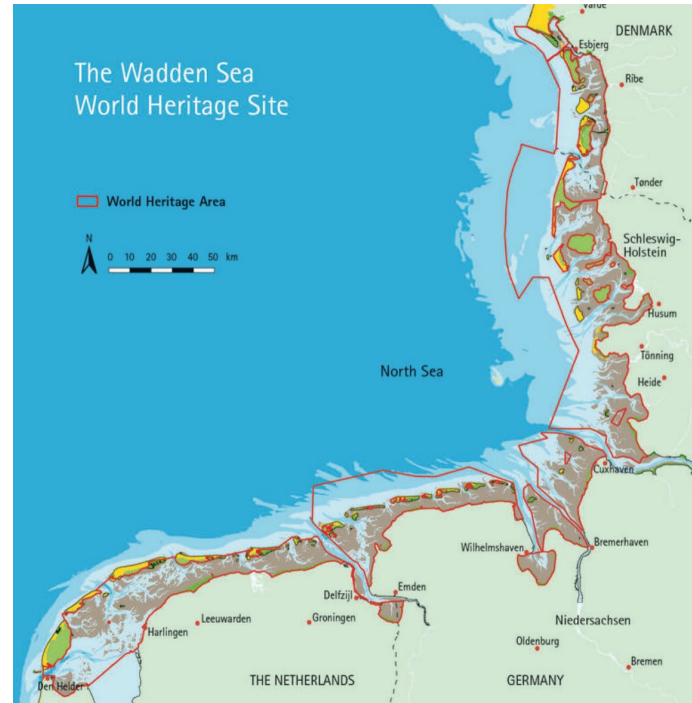 The Wadden Sea
World Heritage Site
World Heritage Area
N
0 10 20 30 40 50 km
North Sea
Varde
DENMARK
Esbjerg
Ribe
Tønder
Schleswig-
Holstein
Husum
Tönning
Heide
Cuxhaven
Wilhelmshaven
Bremerhaven
Delfzijl
Emden
Leeuwarden
Groningen
Niedersachsen
Harlingen
Oldenburg
Bremen
Den Helder
THE NETHERLANDS
GERMANY